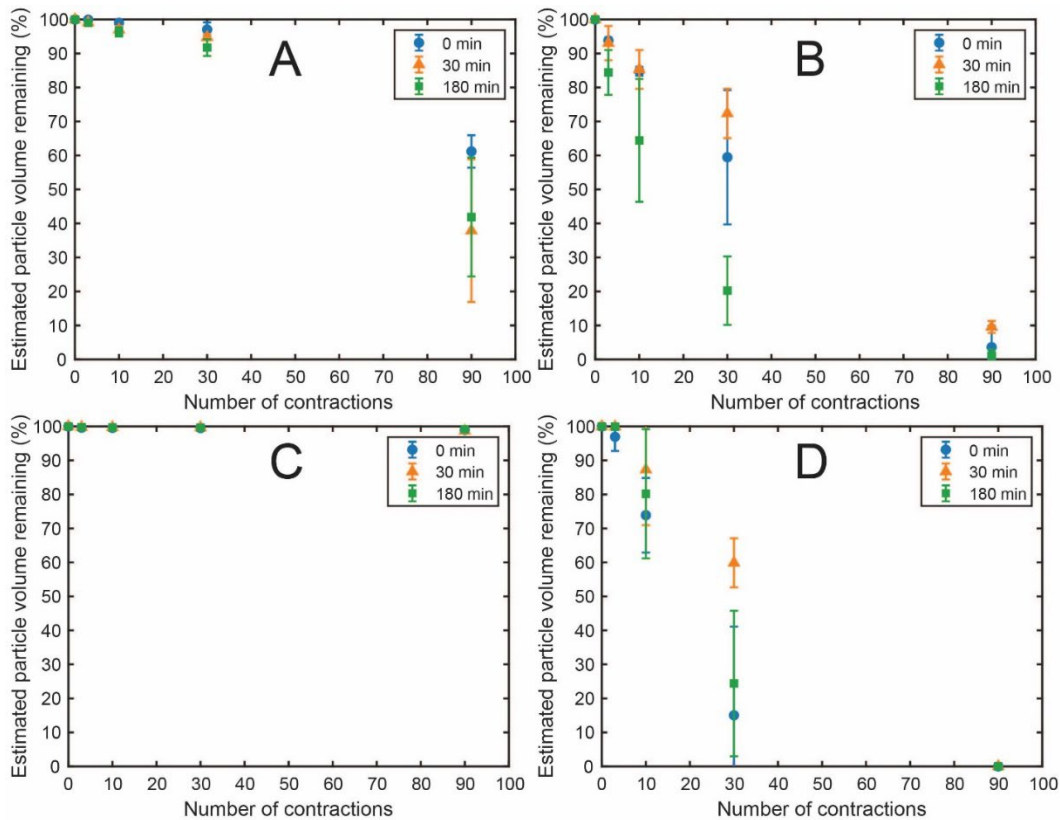 A
Estimated particle volume remaining (%)
100
90
80
70
60
50
40
30
20
10
0
0 min
30 min
180 min
0 10 20 30 40 50 60 70 80 90 100
Number of contractions
B
Estimated particle volume remaining (%)
100
90
80
70
60
50
40
30
20
10
0
0 min
30 min
180 min
0 10 20 30 40 50 60 70 80 90 100
Number of contractions
C
Estimated particle volume remaining (%)
100
90
80
70
60
50
40
30
20
10
0
0 min
30 min
180 min
0 10 20 30 40 50 60 70 80 90 100
Number of contractions
D
Estimated particle volume remaining (%)
100
90
80
70
60
50
40
30
20
10
0
0 min
30 min
180 min
0 10 20 30 40 50 60 70 80 90 100
Number of contractions